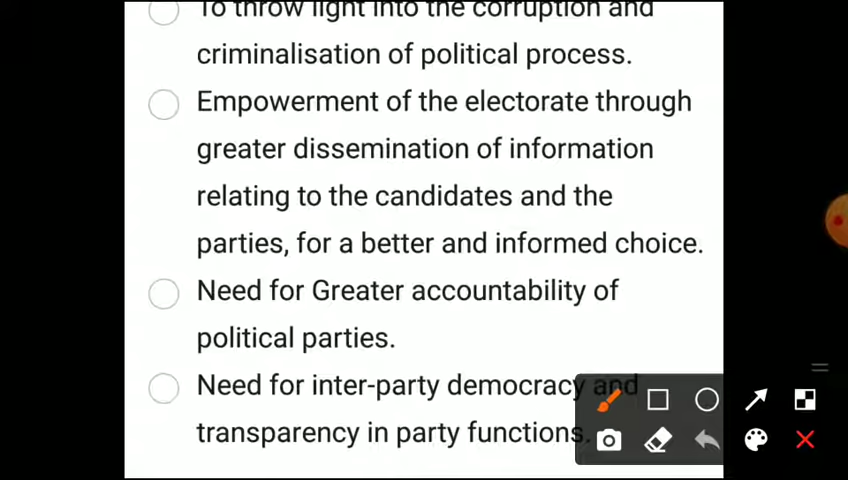 To throw light into the corruption and
criminalisation of political process.
Empowerment of the electorate through
greater dissemination of information
relating to the candidates and the
parties, for a better and informed choice.
Need for Greater accountability of
political parties.
Need for inter-party democracy and
transparency in party functions.